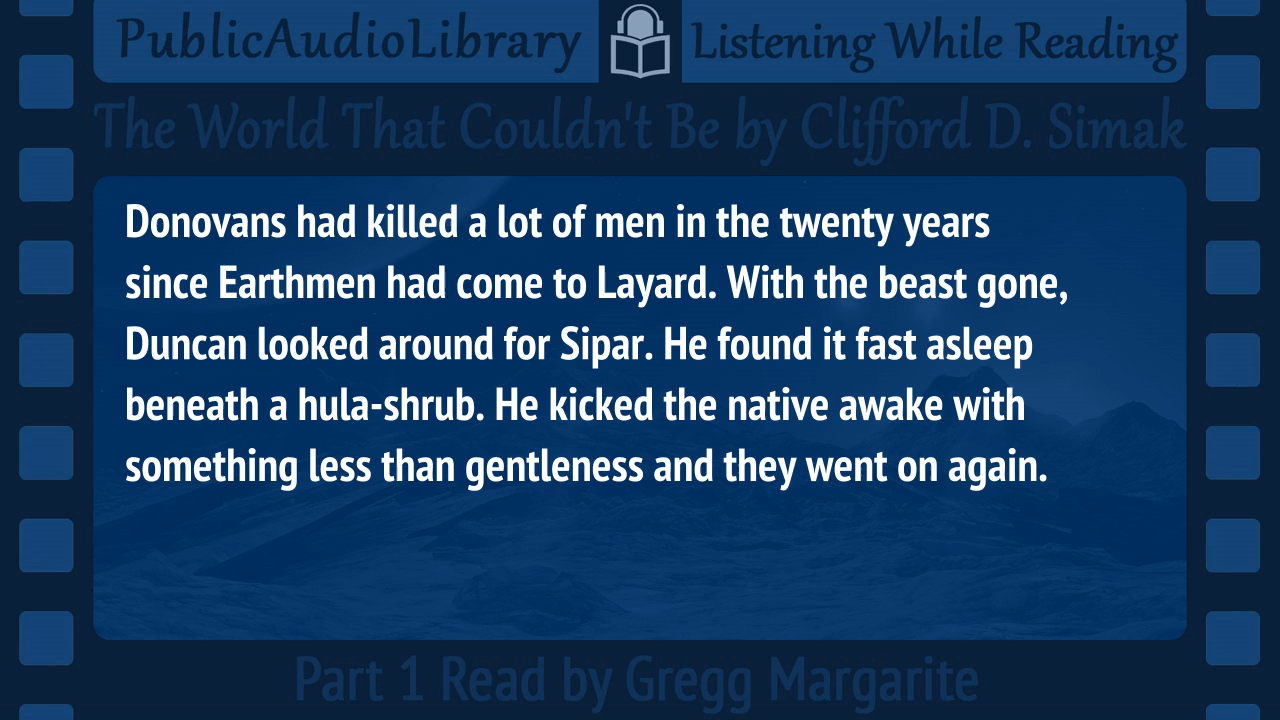 PublicAudioLibrary Listening While Reading
The World That Couldn't Be by Clifford D. Simak
Donovans had killed a lot of men in the twenty years
since Earthmen had come to Layard. With the beast gone,
Duncan looked around for Sipar. He found it fast asleep
beneath a hula-shrub. He kicked the native awake with
something less than gentleness and they went on again.
Part 1 Read by Gregg Margarite